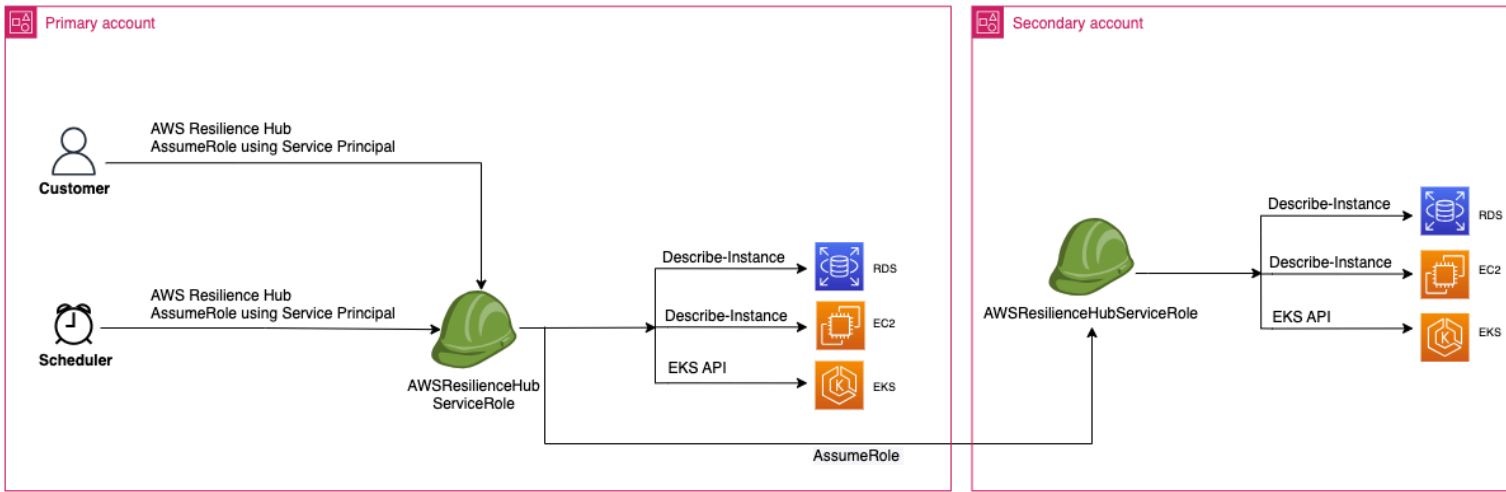 Primary account
AWS Resilience Hub
AssumeRole using Service Principal
Customer
AWS Resilience Hub
AssumeRole using Service Principal
Scheduler
AWSResilienceHub
ServiceRole
Describe-Instance
RDS
Describe-Instance
EC2
EKS API
K
EKS
AssumeRole
Secondary account
AWSResilienceHubServiceRole
Describe-Instance
RDS
Describe-Instance
EC2
EKS API
K
EKS